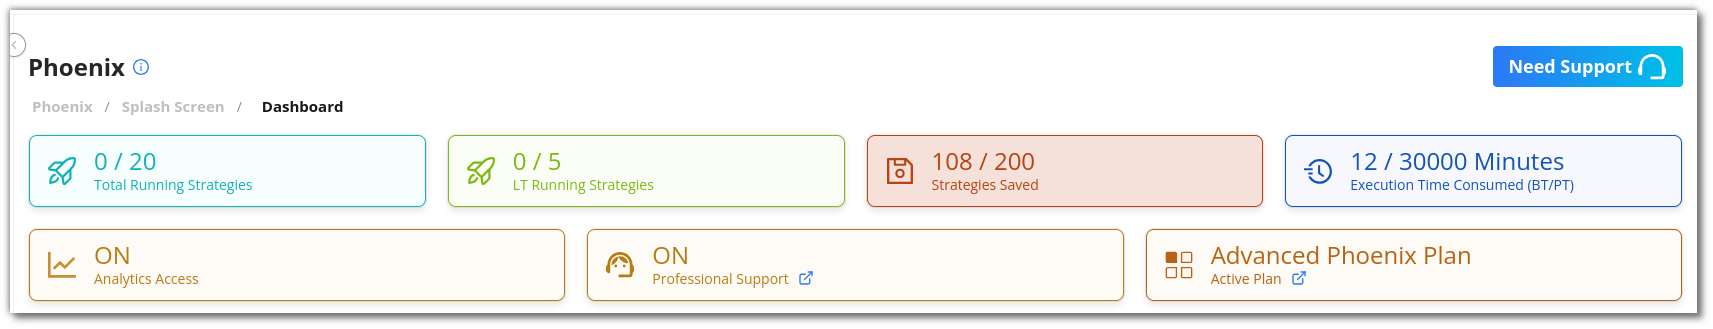 Phoenix
Need Support
Phoenix / Splash Screen / Dashboard
0 / 20
Total Running Strategies
0 / 5
LT Running Strategies
108 / 200
Strategies Saved
12 / 30000 Minutes
Execution Time Consumed (BT/PT)
ON
Analytics Access
ON
Professional Support
Advanced Phoenix Plan
Active Plan